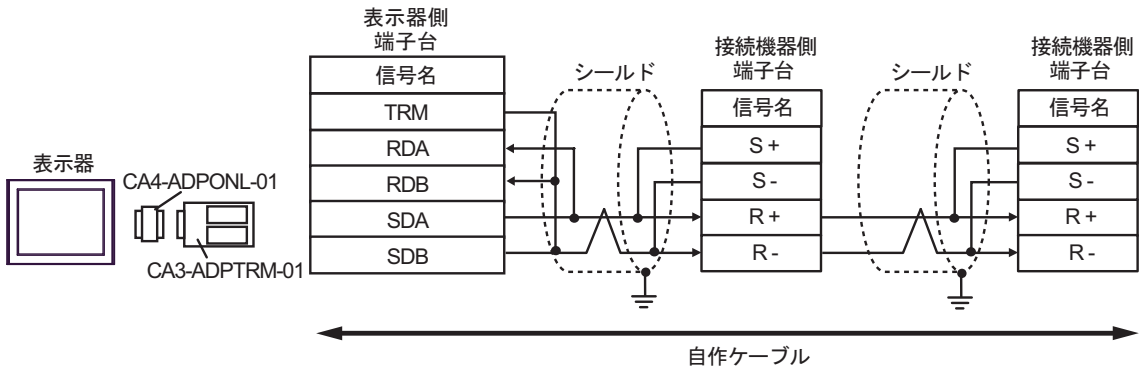 表示器
CA4-ADPONL-01
CA3-ADPTRM-01
表示器側
端子台
信号名
TRM
RDA
RDB
SDA
SDB
シールド
接続機器側
端子台
信号名
S +
S -
R +
R -
シールド
接続機器側
端子台
信号名
S +
S -
R +
R -
自作ケーブル